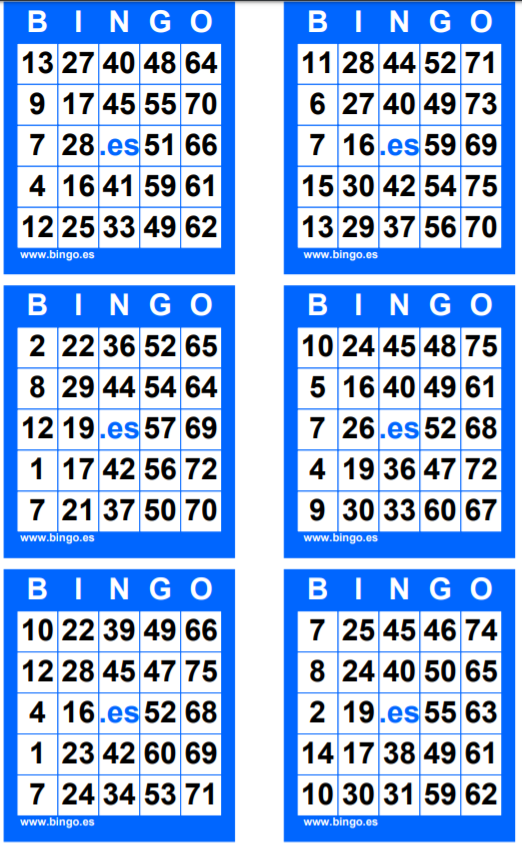 B I N G O
13 27 40 48 64
9 17 45 55 70
7 28 .es 51 66
4 16 41 59 61
12 25 33 49 62
www.bingo.es
B I N G O
11 28 44 52 71
6 27 40 49 73
7 16 .es 59 69
15 30 42 54 75
13 29 37 56 70
www.bingo.es
B I N G O
2 22 36 52 65
8 29 44 54 64
12 19 .es 57 69
1 17 42 56 72
7 21 37 50 70
www.bingo.es
B I N G O
10 24 45 48 75
5 16 40 49 61
7 26 .es 52 68
4 19 36 47 72
9 30 33 60 67
www.bingo.es
B I N G O
10 22 39 49 66
12 28 45 47 75
4 16 .es 52 68
1 23 42 60 69
7 24 34 53 71
www.bingo.es
B I N G O
7 25 45 46 74
8 24 40 50 65
2 19 .es 55 63
14 17 38 49 61
10 30 31 59 62
www.bingo.es